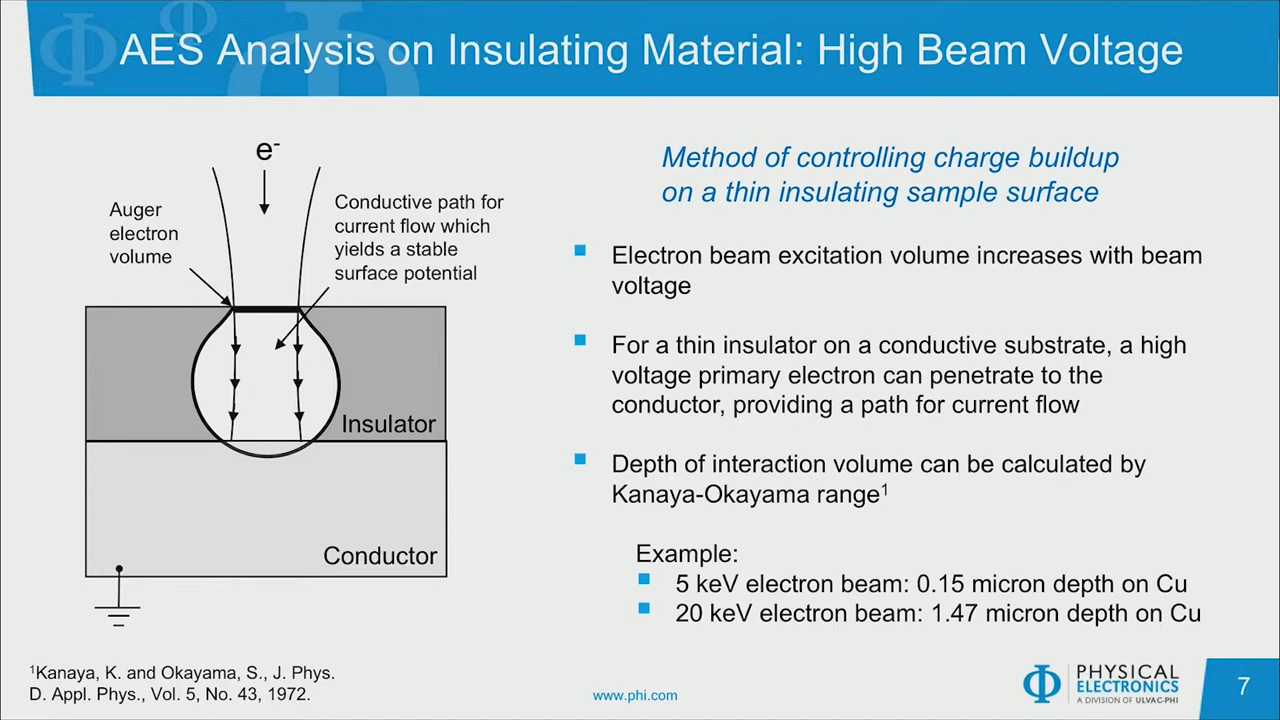 AES Analysis on Insulating Material: High Beam Voltage
e-
Auger
electron
volume
Conductive path for
current flow which
yields a stable
surface potential
Insulator
Conductor
Method of controlling charge buildup
on a thin insulating sample surface
Electron beam excitation volume increases with beam
voltage
For a thin insulator on a conductive substrate, a high
voltage primary electron can penetrate to the
conductor, providing a path for current flow
Depth of interaction volume can be calculated by
Kanaya-Okayama range¹
Example:
5 keV electron beam: 0.15 micron depth on Cu
20 keV electron beam: 1.47 micron depth on Cu
¹Kanaya, K. and Okayama, S., J. Phys.
D. Appl. Phys., Vol. 5, No. 43, 1972.
www.phi.com
PHYSICAL
ELECTRONICS
A DIVISION OF ULVAC-PHI
7